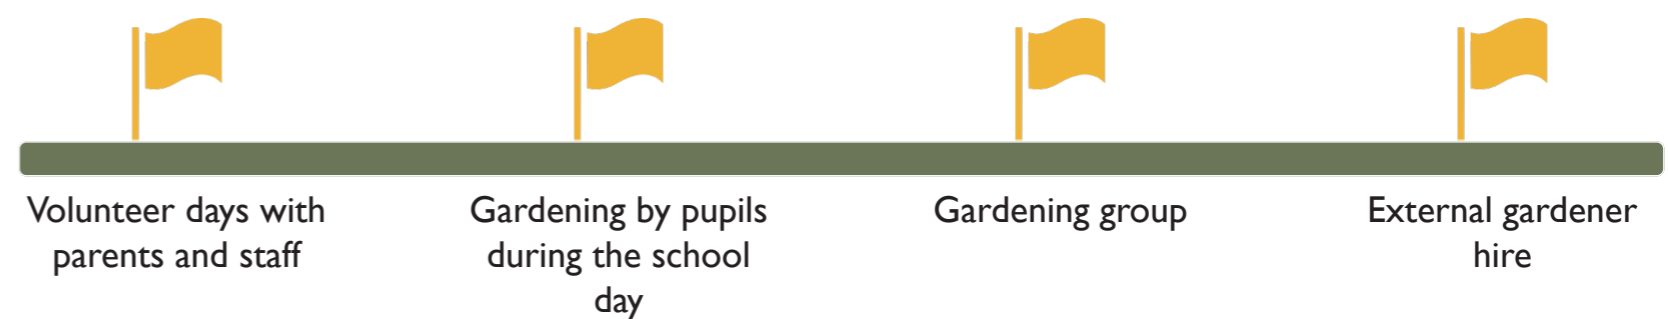 Volunteer days with
parents and staff
Gardening by pupils
during the school
day
Gardening group
External gardener
hire